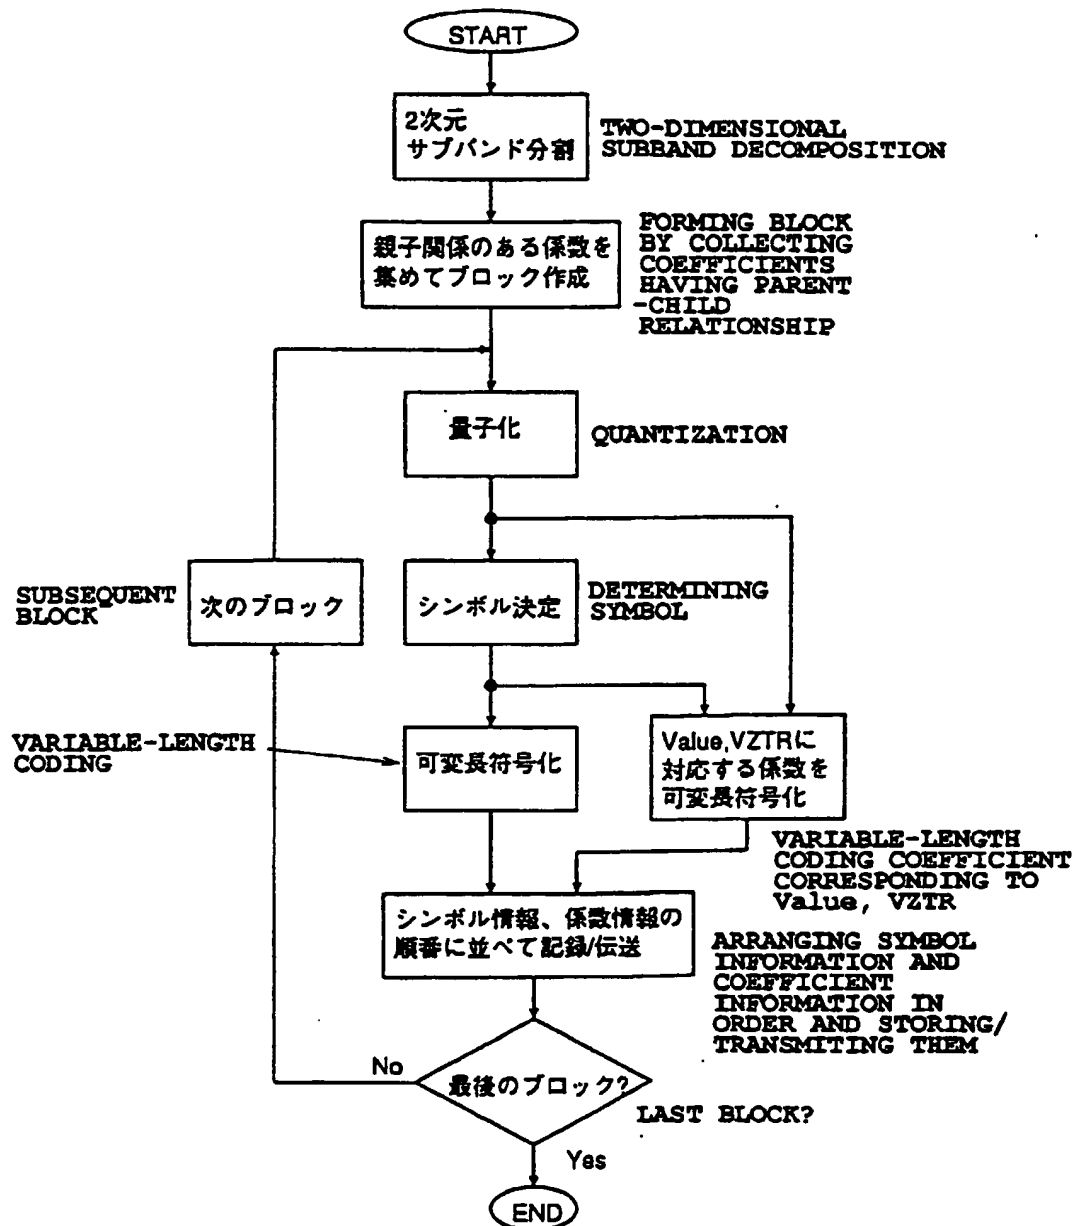 START
2次元
サブバンド分割
TWO-DIMENSIONAL
SUBBAND DECOMPOSITION
親子関係のある係数を
集めてブロック作成
FORMING BLOCK
BY COLLECTING
COEFFICIENTS
HAVING PARENT
-CHILD
RELATIONSHIP
量子化
QUANTIZATION
SUBSEQUENT
BLOCK
次のブロック
シンボル決定
DETERMINING
SYMBOL
VARIABLE-LENGTH
CODING
可変長符号化
Value,VZTRに
対応する係数を
可変長符号化
VARIABLE-LENGTH
CODING COEFFICIENT
CORRESPONDING TO
Value, VZTR
シンボル情報、係数情報の
順番に並べて記録/伝送
ARRANGING SYMBOL
INFORMATION AND
COEFFICIENT
INFORMATION IN
ORDER AND STORING/
TRANSMITING THEM
No
最後のブロック?
LAST BLOCK?
Yes
END